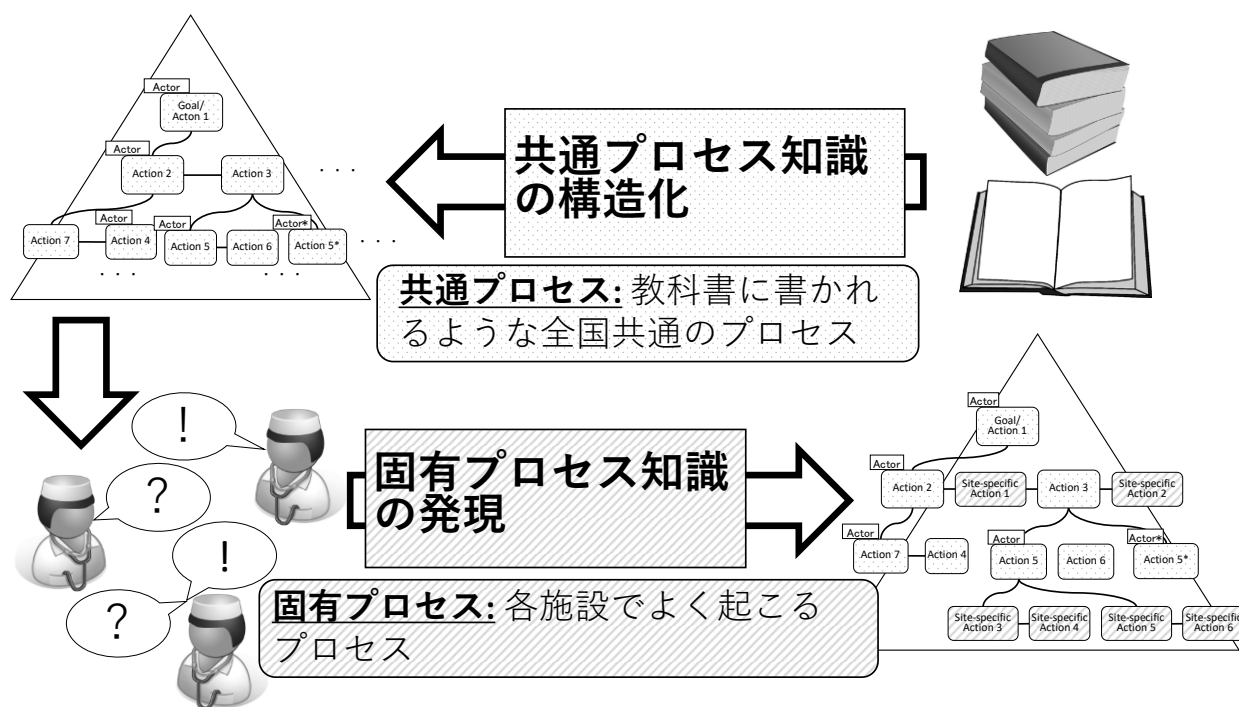 Actor
Goal/
Acton 1
Actor
Action 2
Action 3
・・・
Actor
Actor
Actor*
Action 7
Action 4
Action 5
Action 6
Action 5*
・・・
・・・
・・・
共通プロセス知識
の構造化
共通プロセス: 教科書に書かれ
るような全国共通のプロセス
!
?
!
?
固有プロセス知識
の発現
固有プロセス: 各施設でよく起こる
プロセス
Actor
Goal/
Action 1
Actor
Action 2
Site-specific
Action 1
Action 3
Site-specific
Action 2
Actor
Actor
Actor*
Action 7
Action 4
Action 5
Action 6
Action 5*
Site-specific
Action 3
Site-specific
Action 4
Site-specific
Action 5
Site-specific
Action 6